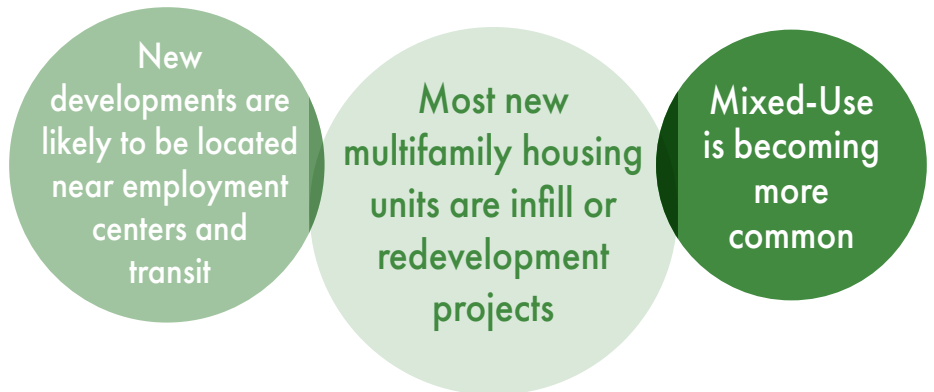 New
developments are
likely to be located
near employment
centers and
transit
Most new
multifamily housing
units are infill or
redevelopment
projects
Mixed-Use
is becoming
more
common